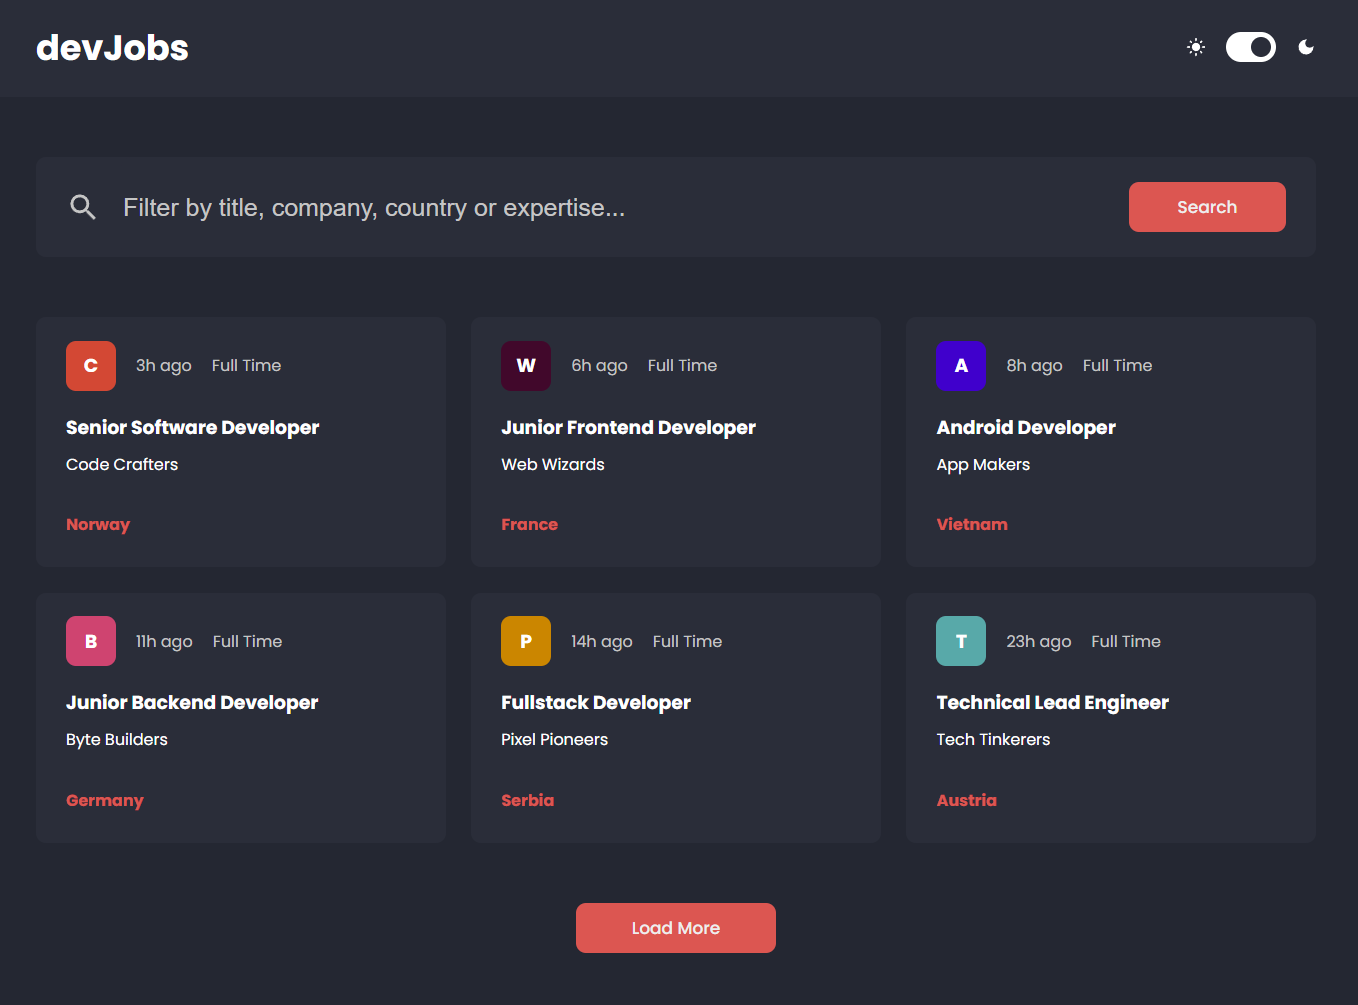 devJobs
Filter by title, company, country or expertise...
Search
C 3h ago Full Time
Senior Software Developer
Code Crafters
Norway
W 6h ago Full Time
Junior Frontend Developer
Web Wizards
France
A 8h ago Full Time
Android Developer
App Makers
Vietnam
B 11h ago Full Time
Junior Backend Developer
Byte Builders
Germany
P 14h ago Full Time
Fullstack Developer
Pixel Pioneers
Serbia
T 23h ago Full Time
Technical Lead Engineer
Tech Tinkerers
Austria
Load More